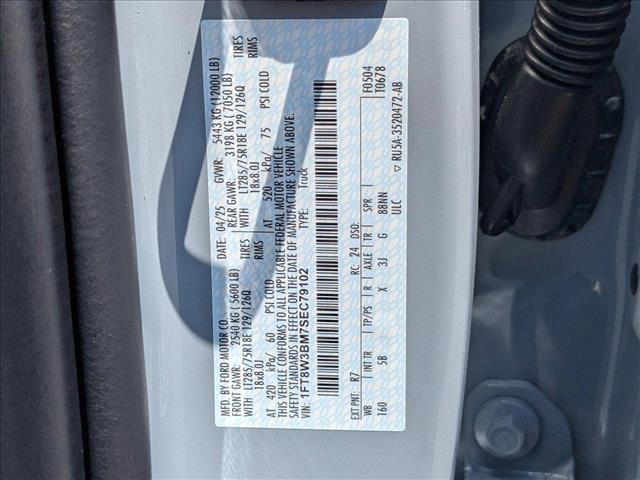 MFD. BY FORD MOTOR CO.
DATE: 04/25 GVWR: 5443 KG (12000 LB)
FRONT GAWR: 2540 KG (5600 LB) REAR GAWR: 3198 KG (7050 LB)
WITH LT285/75R18E 129/126Q TIRES WITH LT285/75R18E 129/126Q TIRES
18x8.0J RIMS 18x8.0J RIMS
AT 420 kPa/ 60 PSI COLD AT 520 kPa/ 75 PSI COLD
THIS VEHICLE CONFORMS TO ALL APPLICABLE FEDERAL MOTOR VEHICLE
SAFETY STANDARDS IN EFFECT ON THE DATE OF MANUFACTURE SHOWN ABOVE.
VIN: 1FT8W3BM7SEC79102 TYPE: Truck
F0504
EXT PNT: R7 RC: 24 DSO: T0678
WB INT TR TP/PS R AXLE TR SPR
160 5B X 3J G 88NN
ULC ▽ RU5A-3520472-AB